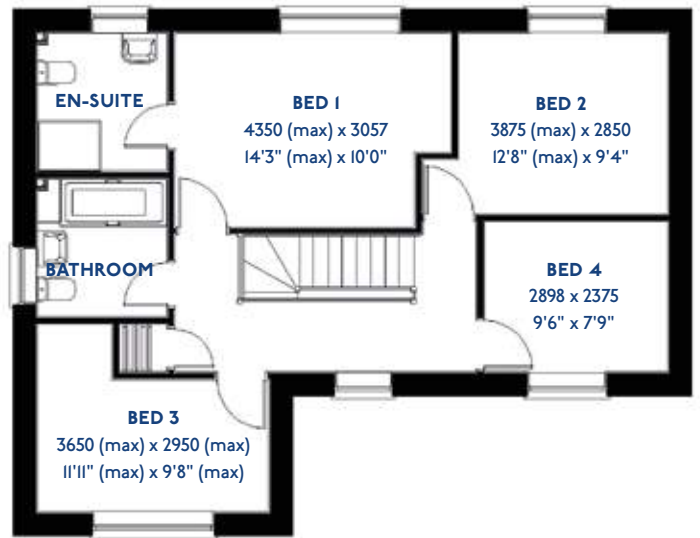 EN-SUITE
BED 1
4350 (max) x 3057
14'3" (max) x 10'0"
BED 2
3875 (max) x 2850
12'8" (max) x 9'4"
BATHROOM
BED 4
2898 x 2375
9'6" x 7'9"
BED 3
3650 (max) x 2950 (max)
11'11" (max) x 9'8" (max)